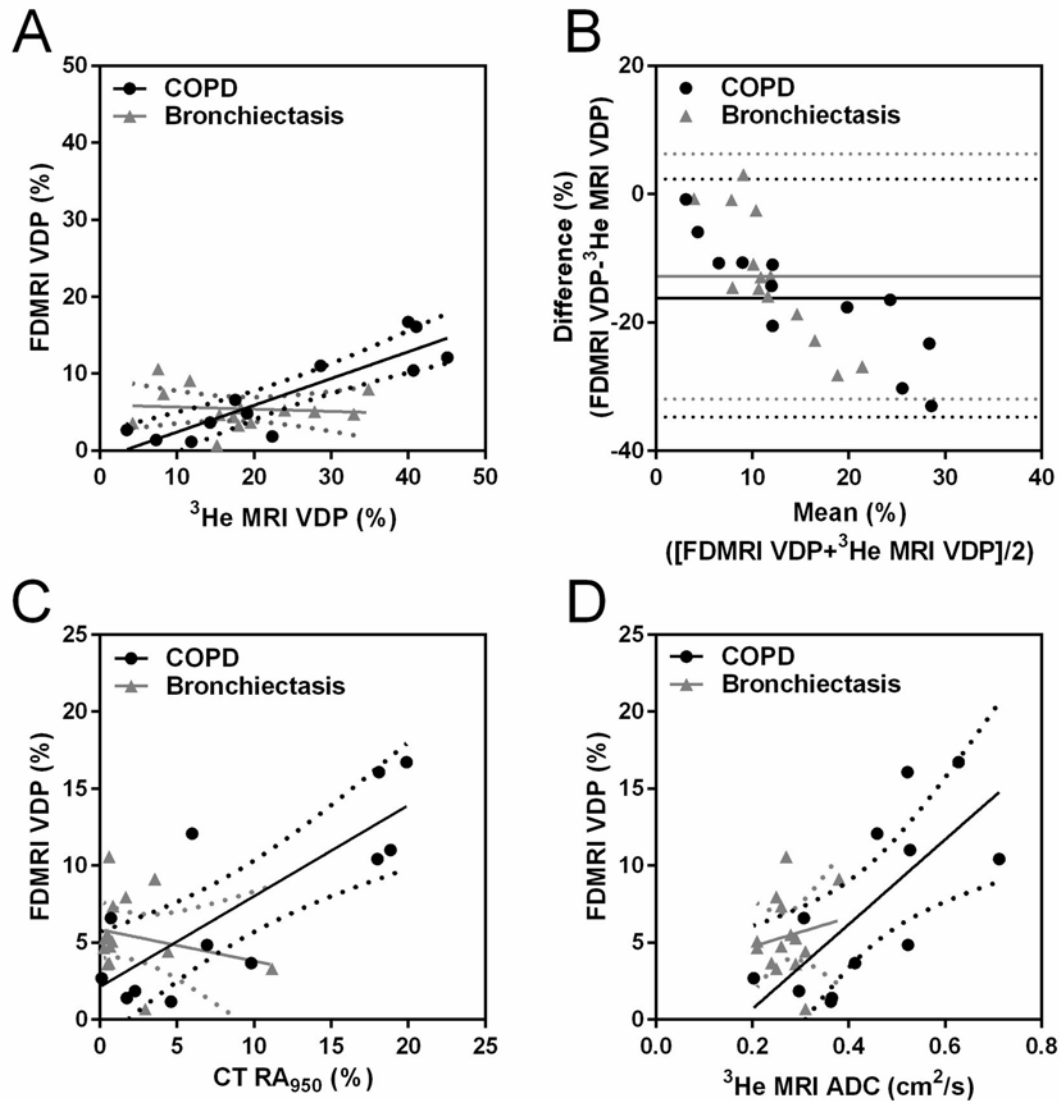 A
FDMRI VDP (%)
50
40
30
20
10
0
COPD
Bronchiectasis
0 10 20 30 40 50
³He MRI VDP (%)
B
Difference (%)
(FDMRI VDP-³He MRI VDP)
20
0
-20
-40
COPD
Bronchiectasis
0 10 20 30 40
Mean (%)
([FDMRI VDP+³He MRI VDP]/2)
C
FDMRI VDP (%)
25
20
15
10
5
0
COPD
Bronchiectasis
0 5 10 15 20 25
CT RA₉₅₀ (%)
D
FDMRI VDP (%)
25
20
15
10
5
0
COPD
Bronchiectasis
0.0 0.2 0.4 0.6 0.8
³He MRI ADC (cm²/s)